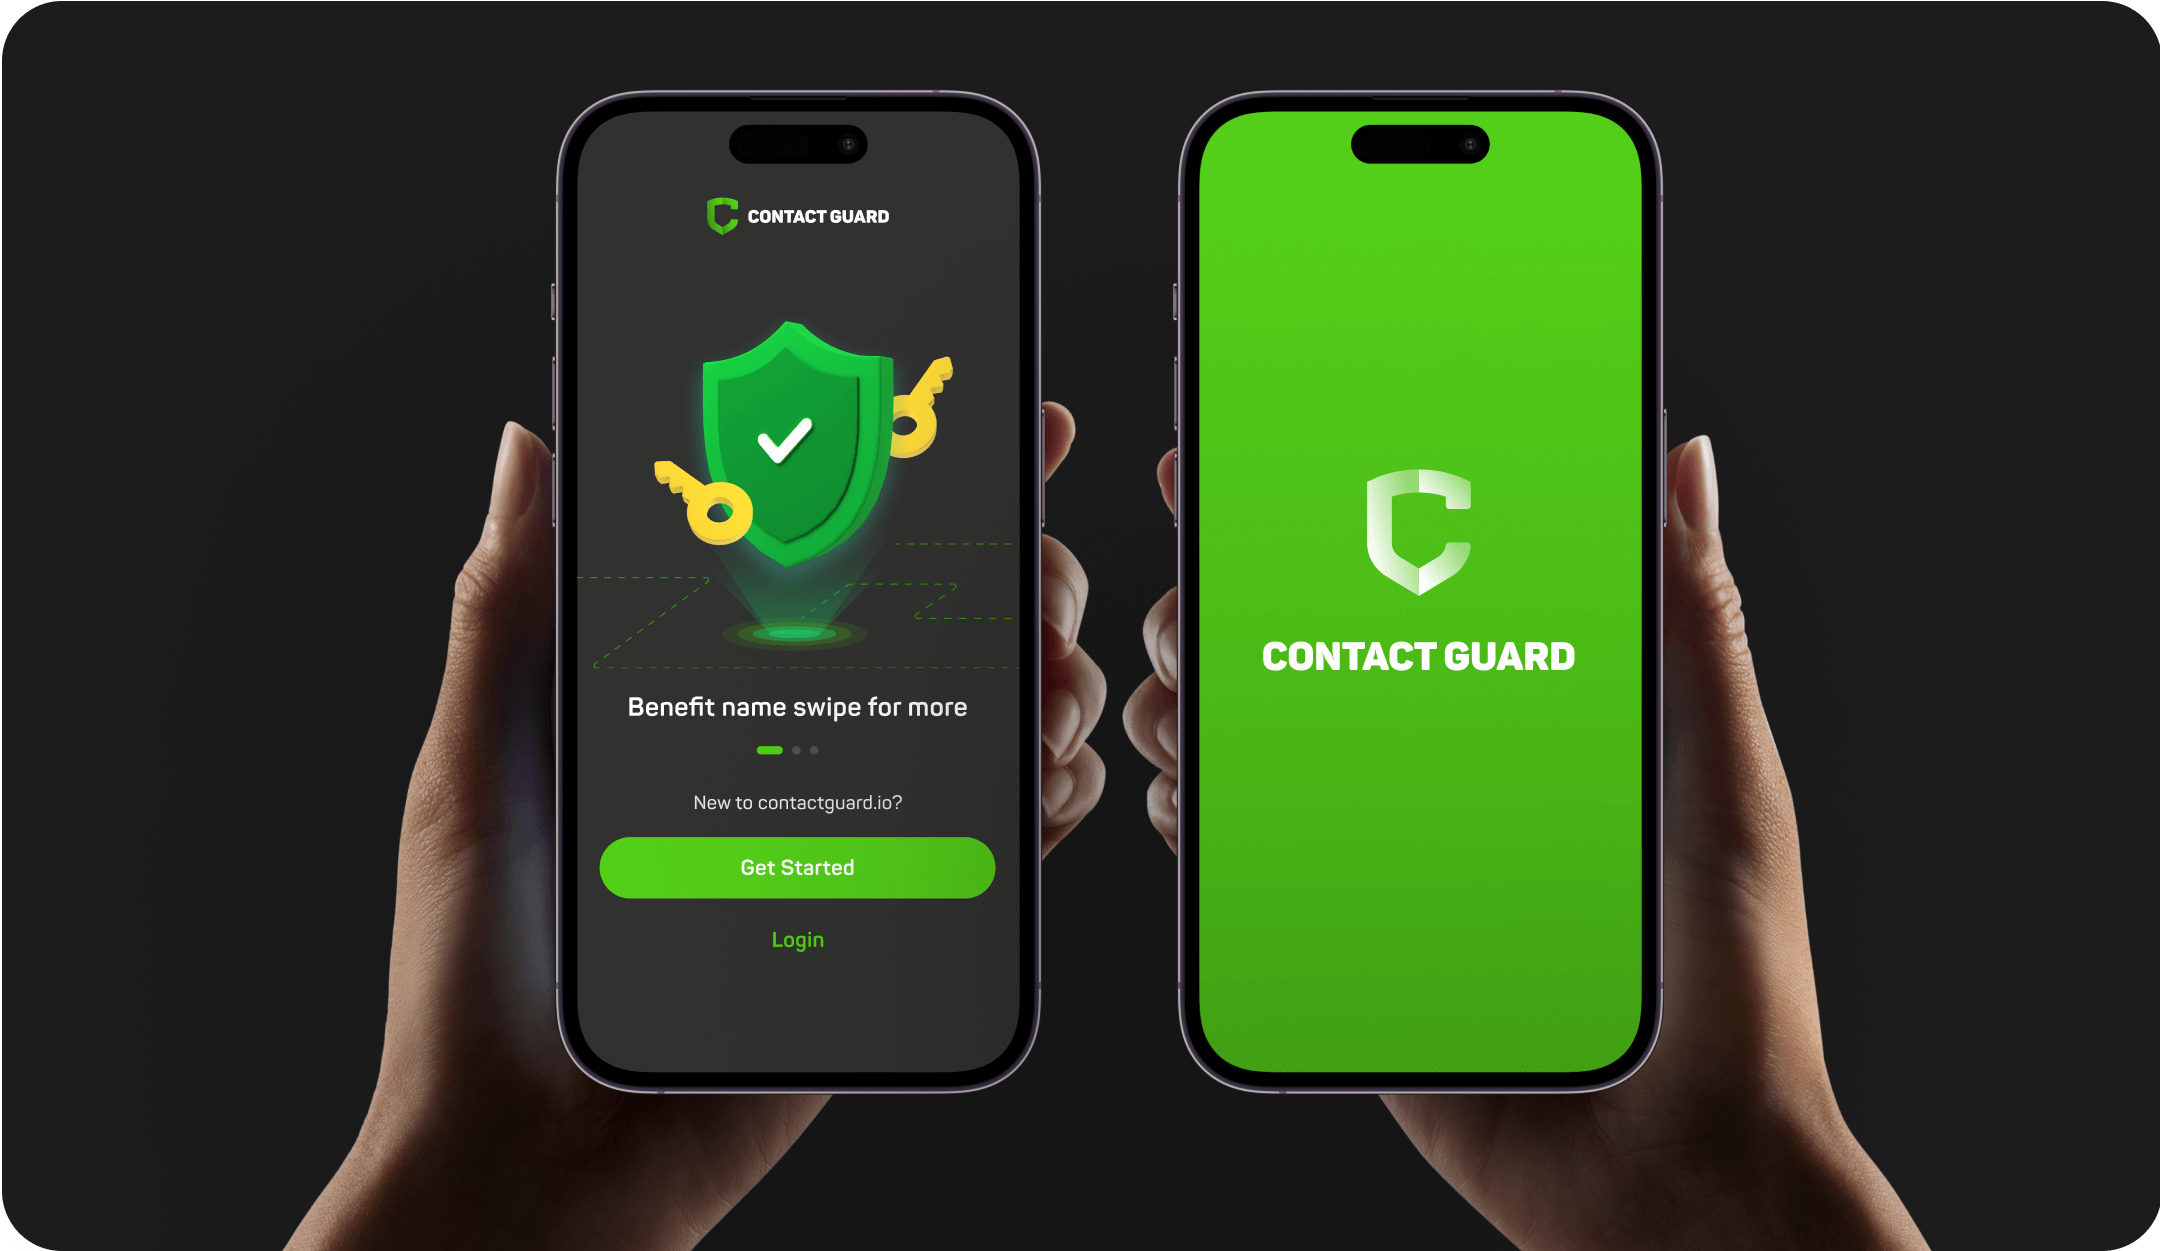 CONTACT GUARD
Benefit name swipe for more
New to contactguard.io?
Get Started
Login
CONTACT GUARD